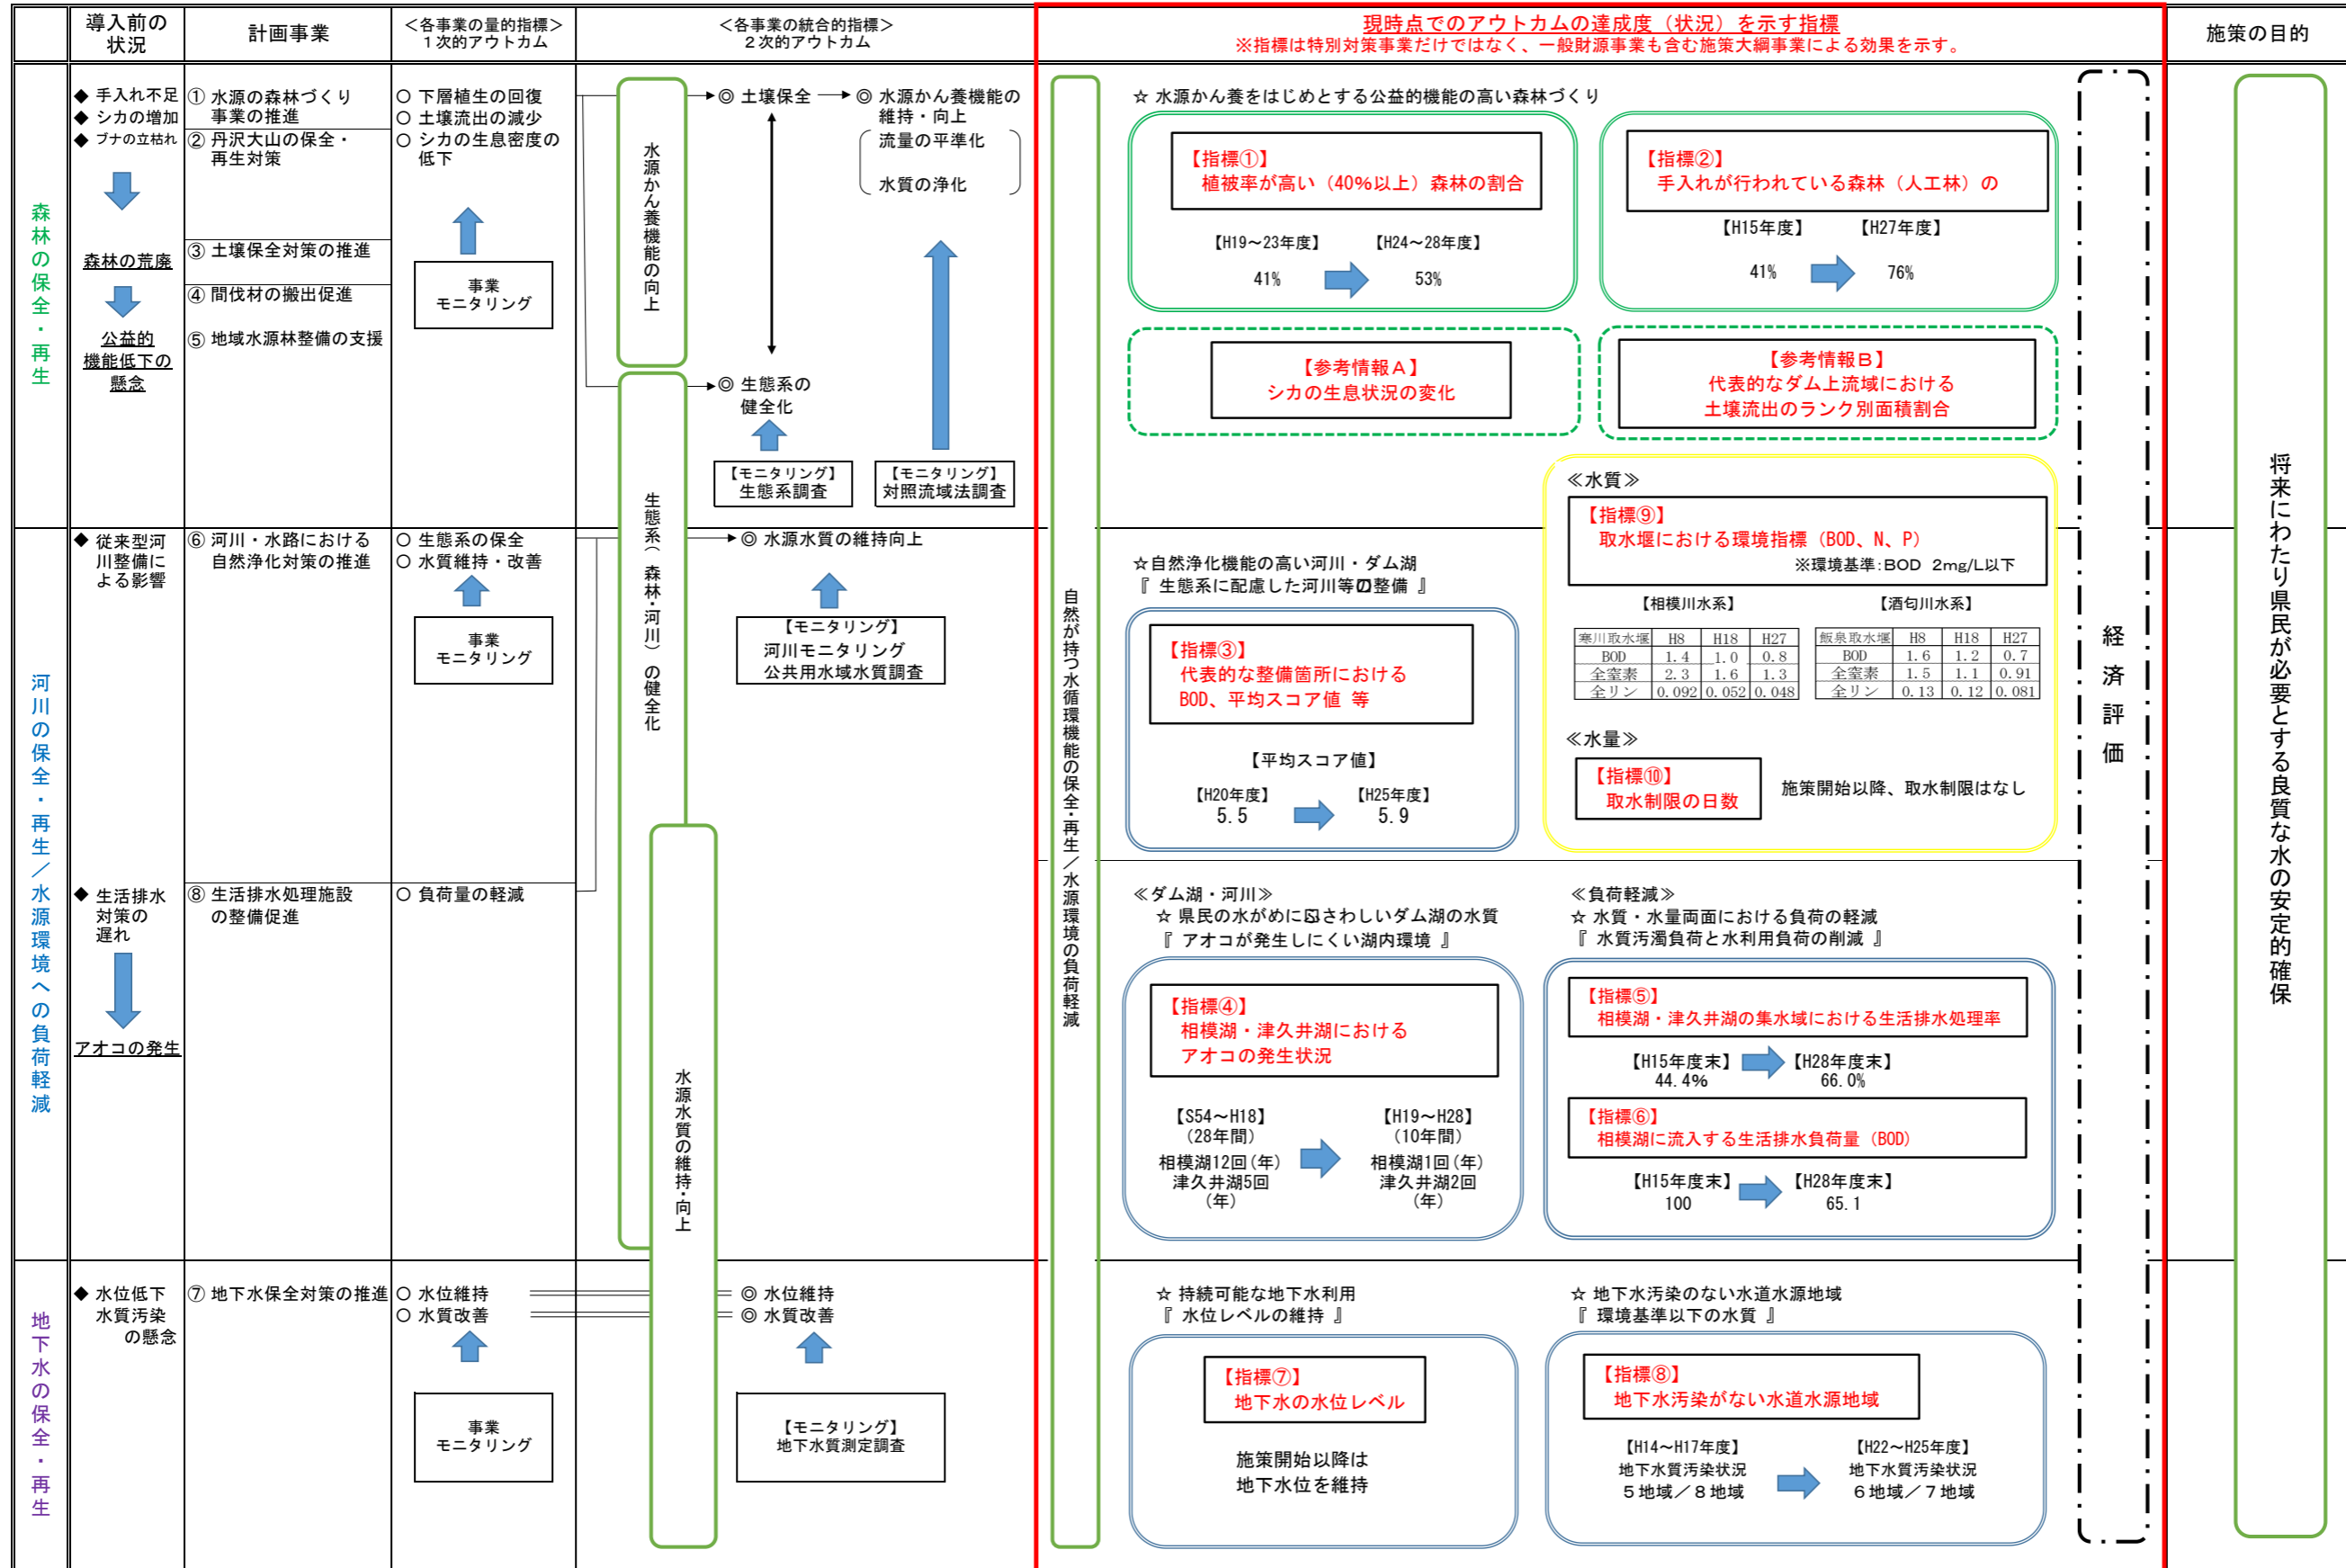 導入前の
状況
計画事業
＜各事業の量的指標＞
１次的アウトカム
＜各事業の統合的指標＞
２次的アウトカム
現時点でのアウトカムの達成度（状況）を示す指標
※指標は特別対策事業だけではなく、一般財源事業も含む施策大綱事業による効果を示す。
施策の目的
森林の保全・再生
◆ 手入れ不足
◆ シカの増加
◆ ブナの立枯れ
森林の荒廃
公益的
機能低下の
懸念
① 水源の森林づくり
事業の推進
② 丹沢大山の保全・
再生対策
③ 土壌保全対策の推進
④ 間伐材の搬出促進
⑤ 地域水源林整備の支援
○ 下層植生の回復
○ 土壌流出の減少
○ シカの生息密度の
低下
事業
モニタリング
水源かん養機能の向上
◎ 土壌保全
◎ 水源かん養機能の
維持・向上
流量の平準化
水質の浄化
◎ 生態系の
健全化
【モニタリング】
生態系調査
【モニタリング】
対照流域法調査
生態系（森林・河川）の健全化
自然が持つ水循環機能の保全・再生／水源環境の負荷軽減
☆ 水源かん養をはじめとする公益的機能の高い森林づくり
【指標①】
植被率が高い（40％以上）森林の割合
【H19～23年度】 【H24～28年度】
41% 53%
【指標②】
手入れが行われている森林（人工林）の
【H15年度】 【H27年度】
41% 76%
【参考情報Ａ】
シカの生息状況の変化
【参考情報Ｂ】
代表的なダム上流域における
土壌流出のランク別面積割合
経済評価
将来にわたり県民が必要とする良質な水の安定的確保
河川の保全・再生／水源環境への負荷軽減
◆ 従来型河
川整備に
よる影響
⑥ 河川・水路における
自然浄化対策の推進
○ 生態系の保全
○ 水質維持・改善
事業
モニタリング
◎ 水源水質の維持向上
【モニタリング】
河川モニタリング
公共用水域水質調査
☆自然浄化機能の高い河川・ダム湖
『 生態系に配慮した河川等の整備 』
【指標③】
代表的な整備箇所における
BOD、平均スコア値 等
【平均スコア値】
【H20年度】 【H25年度】
5.5 5.9
≪水質≫
【指標⑨】
取水堰における環境指標（BOD、N、P）
※環境基準：BOD 2mg/L以下
【相模川水系】
寒川取水堰 H8 H18 H27
BOD 1.4 1.0 0.8
全窒素 2.3 1.6 1.3
全リン 0.092 0.052 0.048
【酒匂川水系】
飯泉取水堰 H8 H18 H27
BOD 1.6 1.2 0.7
全窒素 1.5 1.1 0.91
全リン 0.13 0.12 0.081
≪水量≫
【指標⑩】
取水制限の日数
施策開始以降、取水制限はなし
◆ 生活排水
対策の
遅れ
アオコの発生
⑧ 生活排水処理施設
の整備促進
○ 負荷量の軽減
水源水質の維持・向上
≪ダム湖・河川≫
☆ 県民の水がめにふさわしいダム湖の水質
『 アオコが発生しにくい湖内環境 』
【指標④】
相模湖・津久井湖における
アオコの発生状況
【S54～H18】
（28年間）
相模湖12回(年)
津久井湖5回
（年）
【H19～H28】
（10年間）
相模湖1回(年)
津久井湖2回
（年）
≪負荷軽減≫
☆ 水質・水量両面における負荷の軽減
『 水質汚濁負荷と水利用負荷の削減 』
【指標⑤】
相模湖・津久井湖の集水域における生活排水処理率
【H15年度末】 【H28年度末】
44.4% 66.0%
【指標⑥】
相模湖に流入する生活排水負荷量（BOD）
【H15年度末】 【H28年度末】
100 65.1
地下水の保全・再生
◆ 水位低下
水質汚染
の懸念
⑦ 地下水保全対策の推進
○ 水位維持
○ 水質改善
事業
モニタリング
◎ 水位維持
◎ 水質改善
【モニタリング】
地下水質測定調査
☆ 持続可能な地下水利用
『 水位レベルの維持 』
【指標⑦】
地下水の水位レベル
施策開始以降は
地下水位を維持
☆ 地下水汚染のない水道水源地域
『 環境基準以下の水質 』
【指標⑧】
地下水汚染がない水道水源地域
【H14～H17年度】
地下水質汚染状況
５地域／８地域
【H22～H25年度】
地下水質汚染状況
６地域／７地域